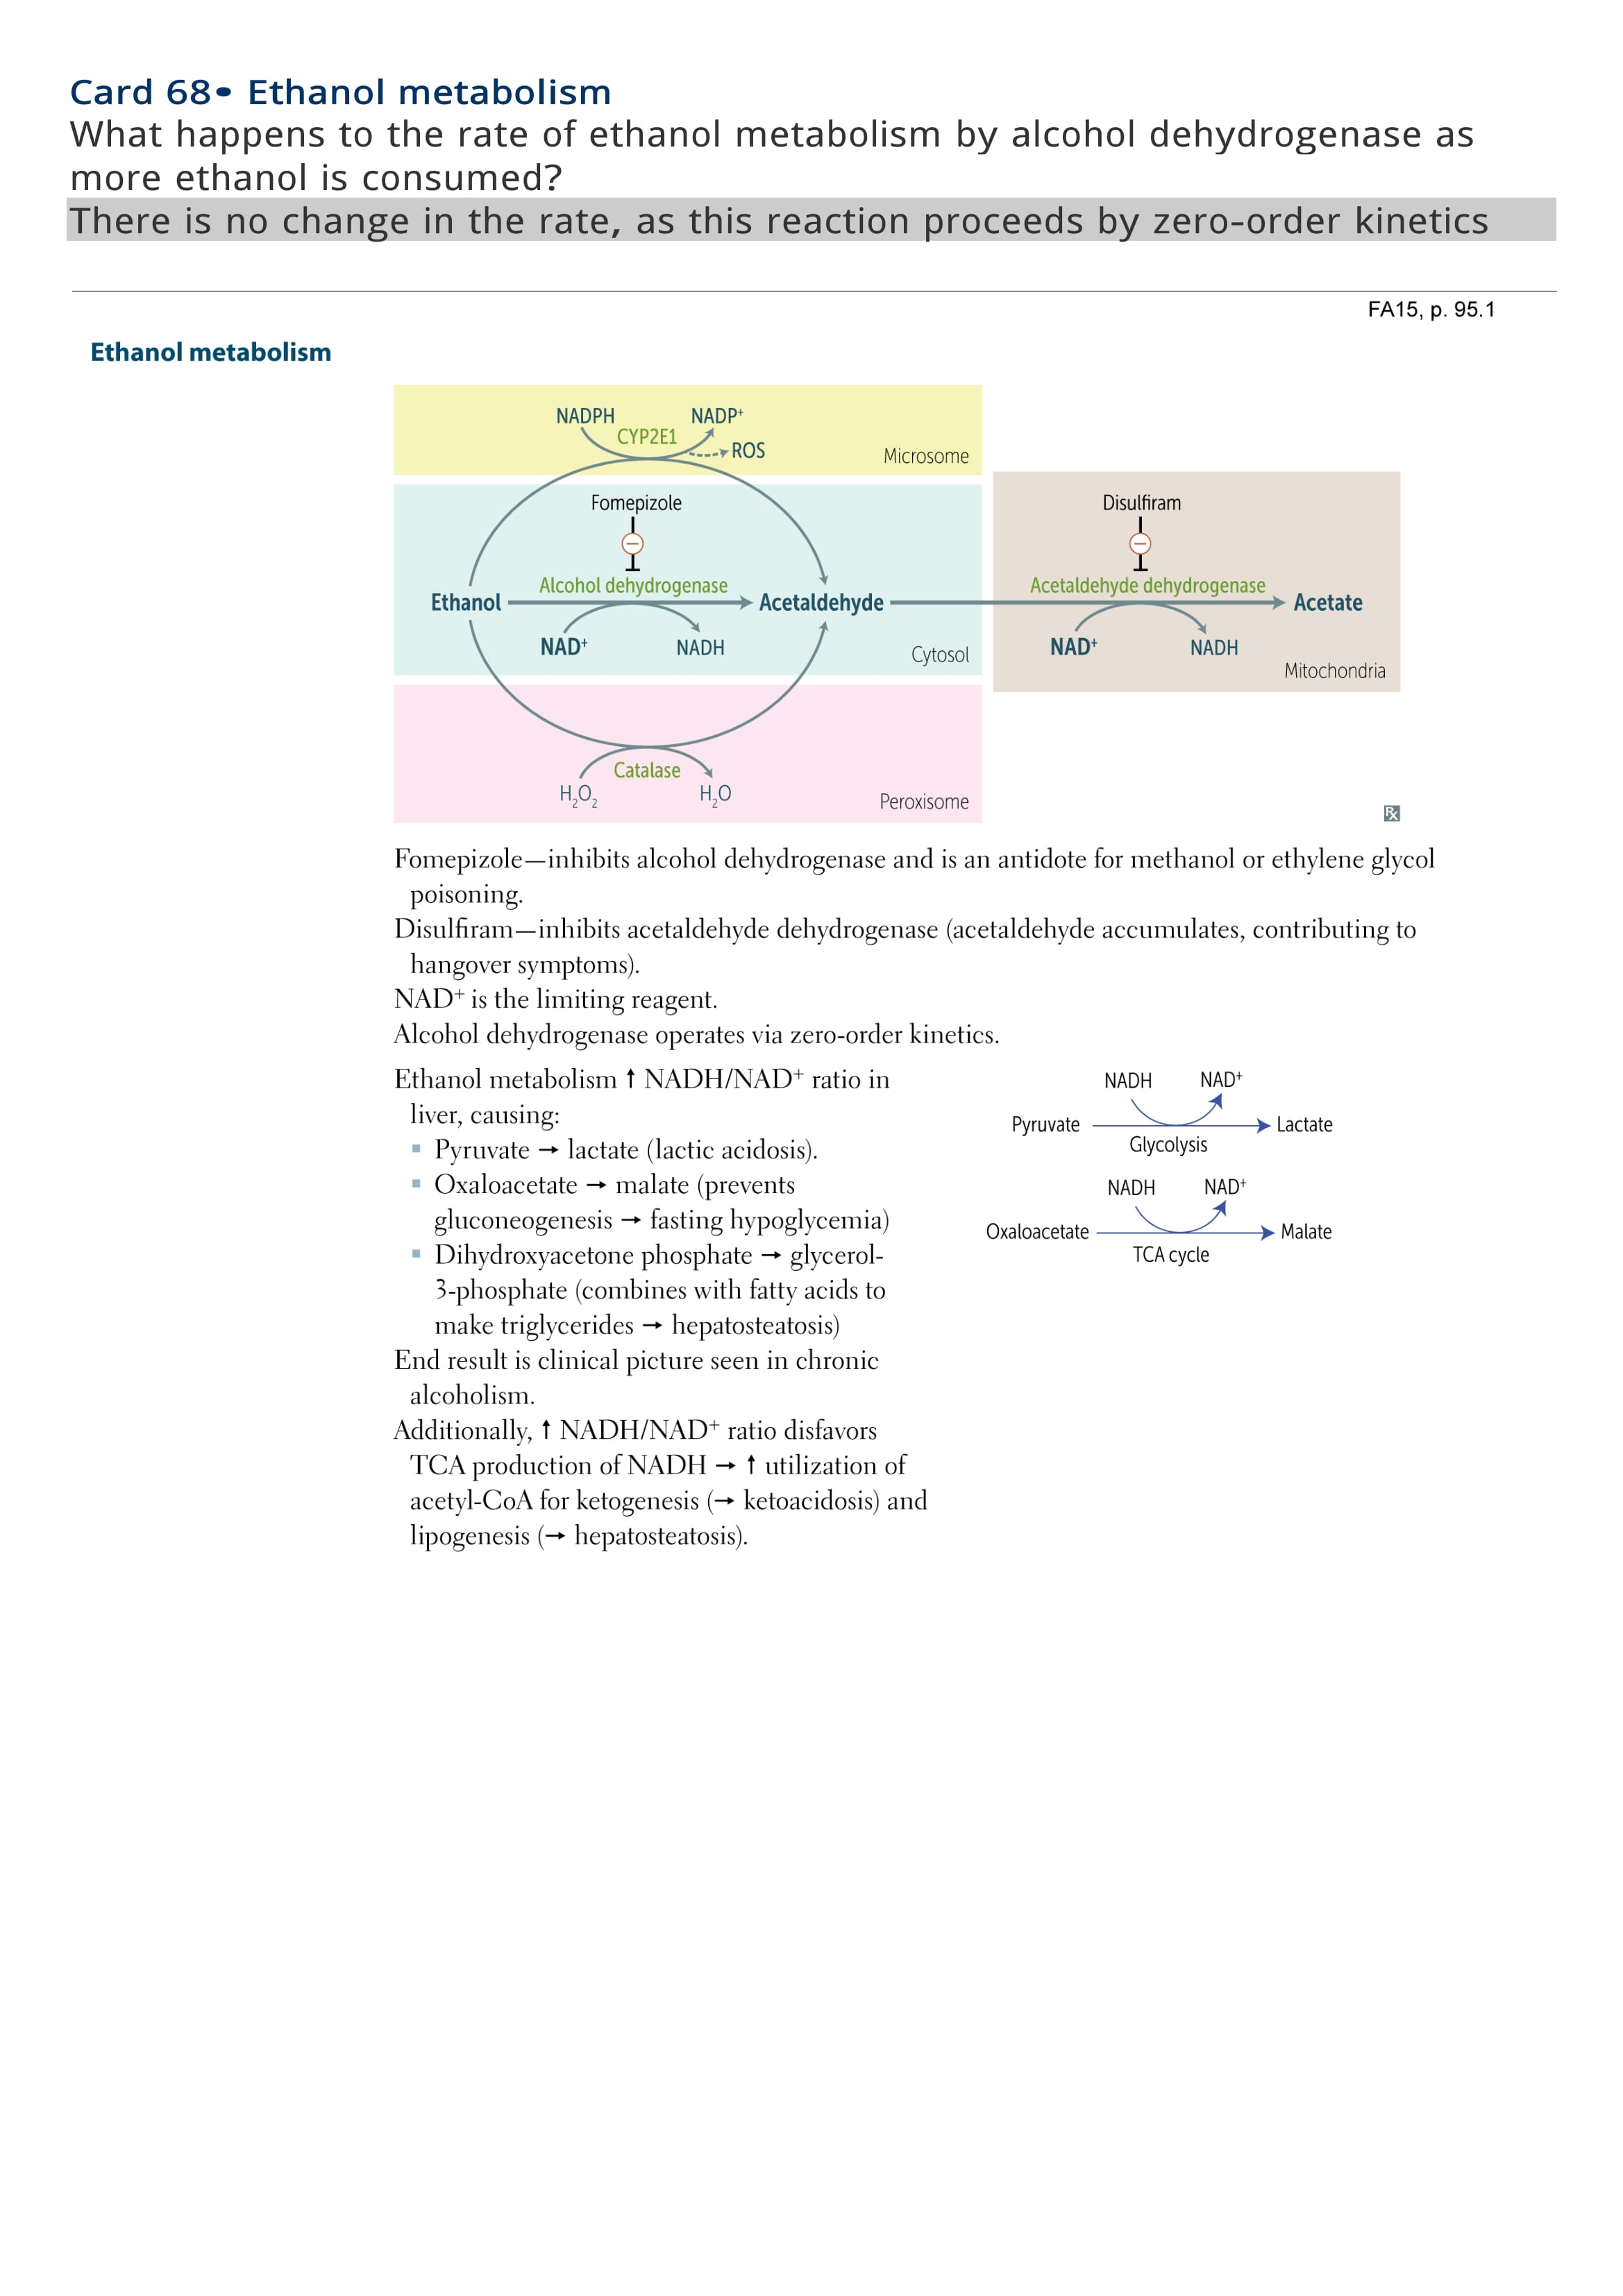 Card 68• Ethanol metabolism
What happens to the rate of ethanol metabolism by alcohol dehydrogenase as
more ethanol is consumed?
There is no change in the rate, as this reaction proceeds by zero-order kinetics
FA15, p. 95.1
Ethanol metabolism
NADPH NADP⁺
CYP2E1
ROS
Microsome
Fomepizole
Disulfiram
Alcohol dehydrogenase
Acetaldehyde dehydrogenase
Ethanol Acetaldehyde Acetate
NAD⁺ NADH
NAD⁺ NADH
Cytosol
Mitochondria
Catalase
H₂O₂ H₂O
Peroxisome
Rx
Fomepizole—inhibits alcohol dehydrogenase and is an antidote for methanol or ethylene glycol
poisoning.
Disulfiram—inhibits acetaldehyde dehydrogenase (acetaldehyde accumulates, contributing to
hangover symptoms).
NAD⁺ is the limiting reagent.
Alcohol dehydrogenase operates via zero-order kinetics.
Ethanol metabolism ↑ NADH/NAD⁺ ratio in
liver, causing:
▪ Pyruvate → lactate (lactic acidosis).
▪ Oxaloacetate → malate (prevents
gluconeogenesis → fasting hypoglycemia)
▪ Dihydroxyacetone phosphate → glycerol-
3-phosphate (combines with fatty acids to
make triglycerides → hepatosteatosis)
End result is clinical picture seen in chronic
alcoholism.
Additionally, ↑ NADH/NAD⁺ ratio disfavors
TCA production of NADH → ↑ utilization of
acetyl-CoA for ketogenesis (→ ketoacidosis) and
lipogenesis (→ hepatosteatosis).
NADH NAD⁺
Pyruvate Lactate
Glycolysis
NADH NAD⁺
Oxaloacetate Malate
TCA cycle